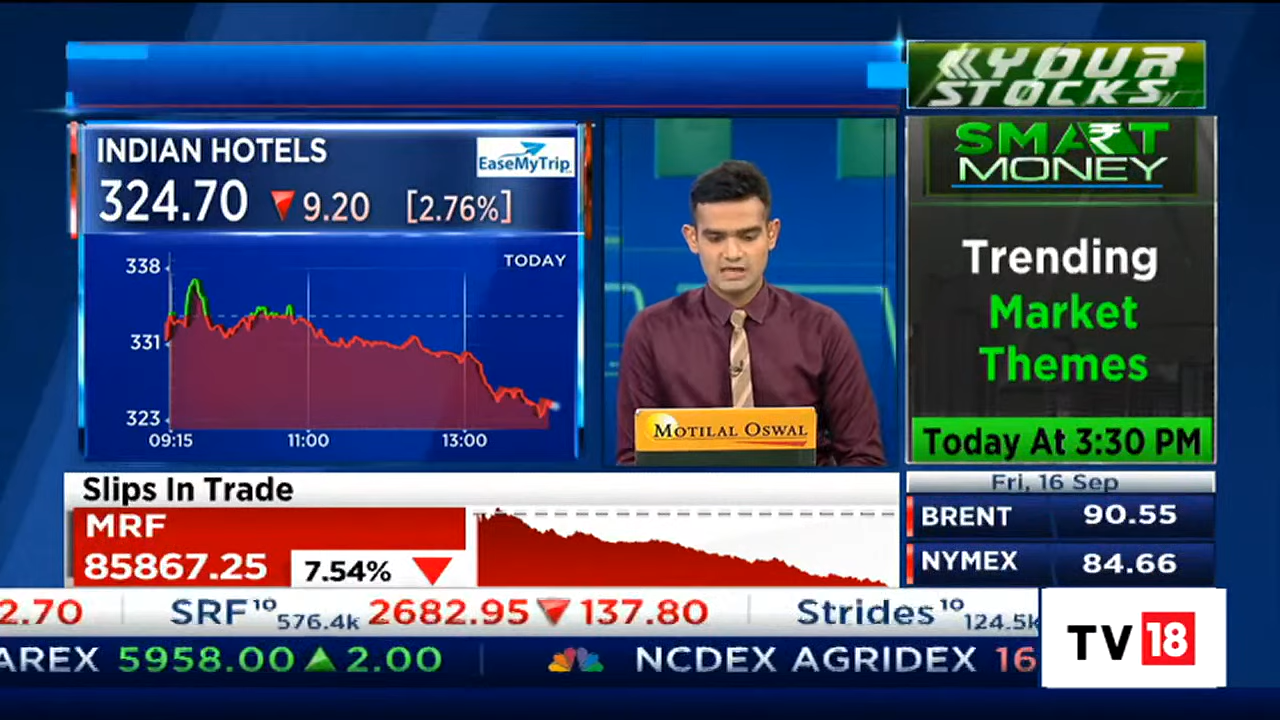 YOUR
STOCKS
INDIAN HOTELS
EaseMyTrip
324.70 9.20 [2.76%]
TODAY
338
331
323
09:15 11:00 13:00
MOTILAL OSWAL
SMA₹T
MONEY
Trending
Market
Themes
Today At 3:30 PM
Fri, 16 Sep
BRENT 90.55
NYMEX 84.66
Slips In Trade
MRF
85867.25 7.54%
2.70 SRF 10 576.4k 2682.95 137.80 Strides 10 124.5k
AREX 5958.00 2.00 NCDEX AGRIDEX 16
TV18